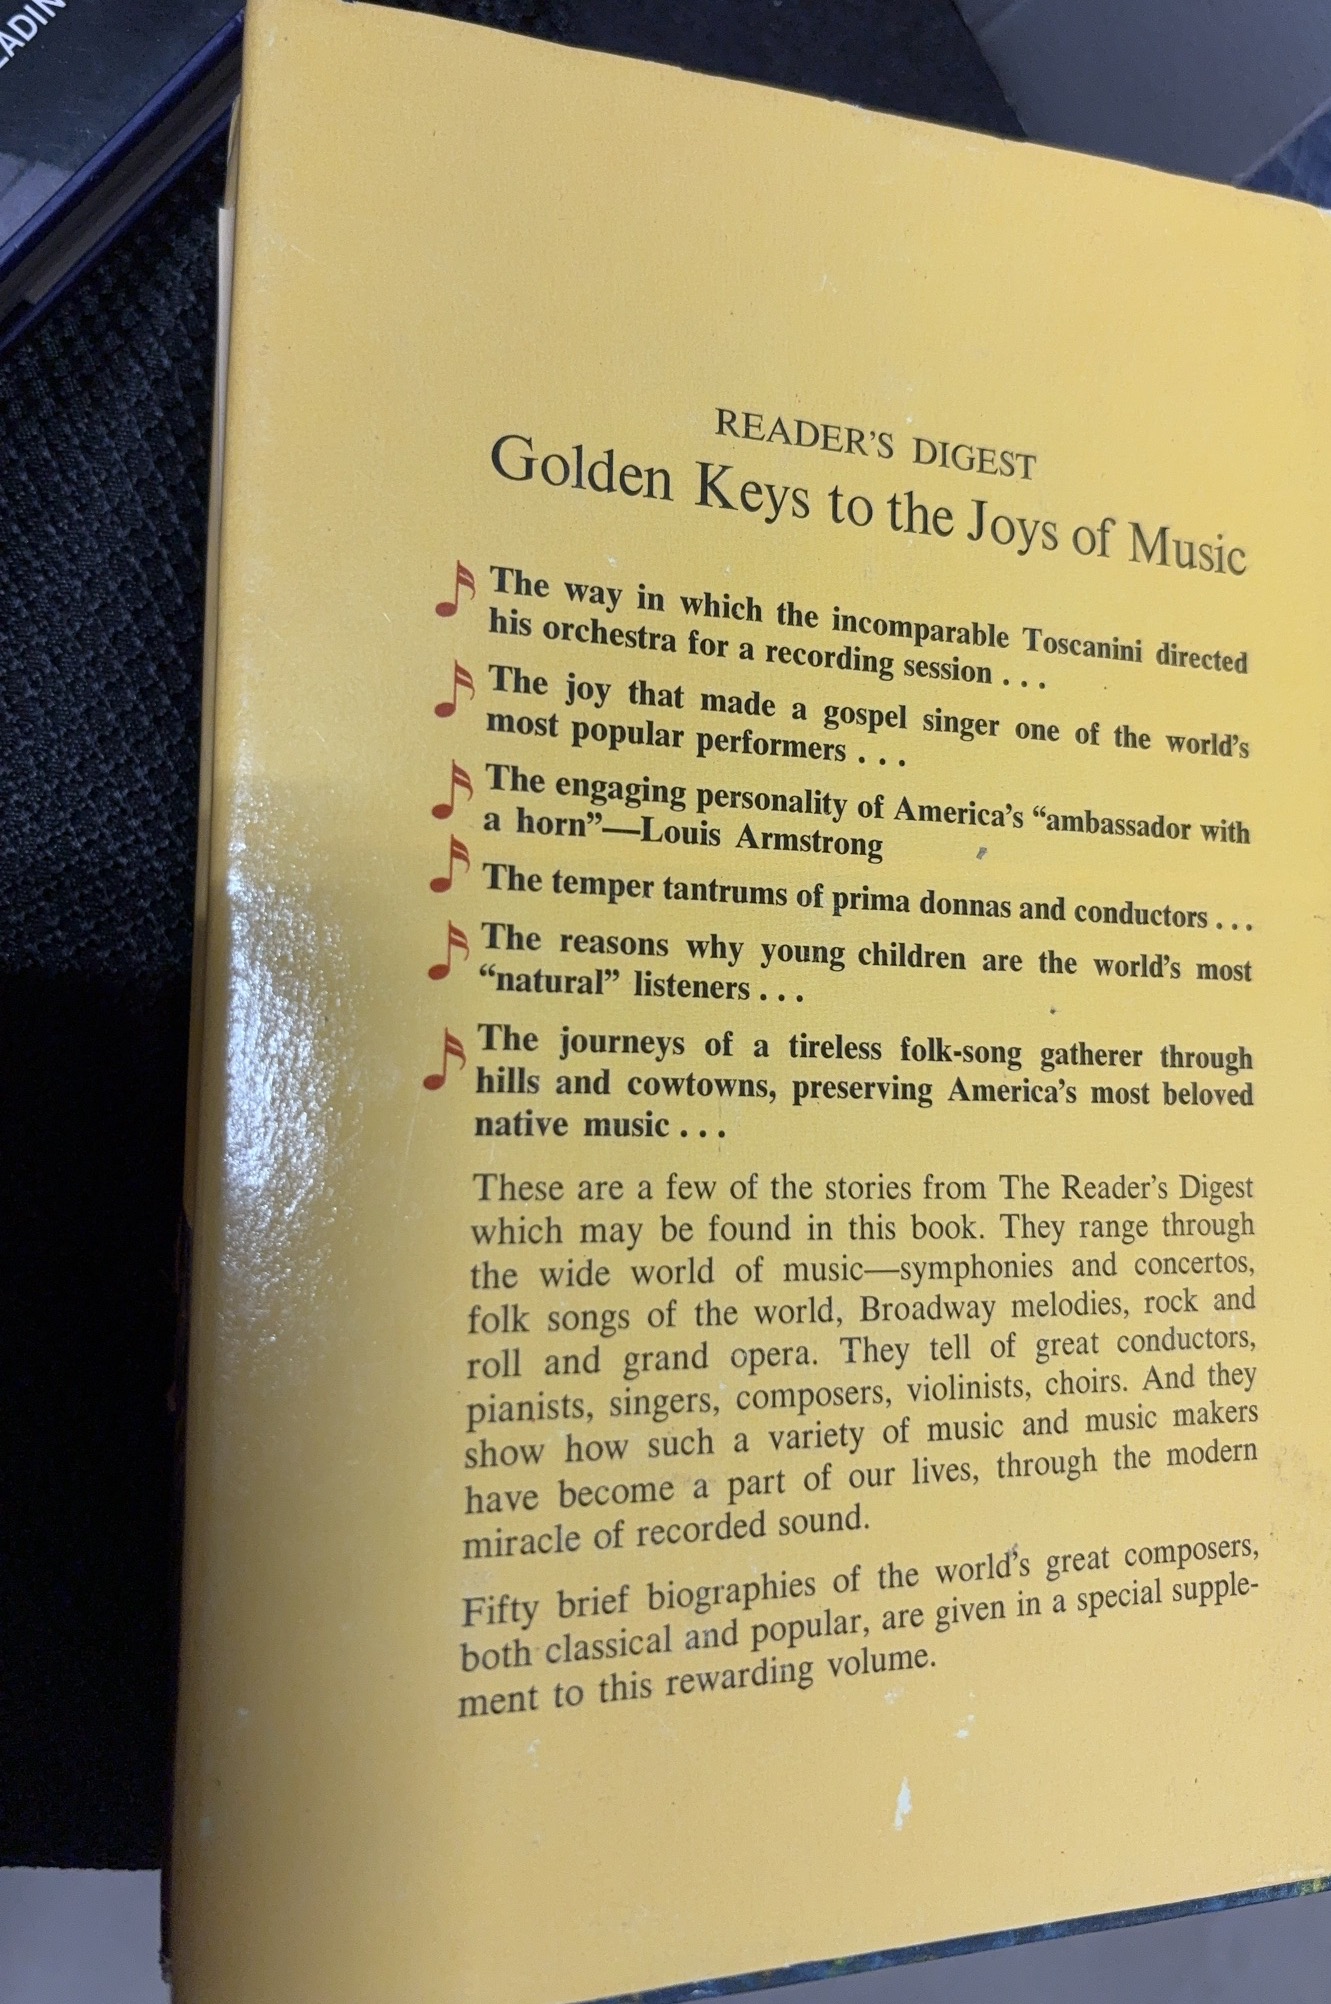 ADIN
READER'S DIGEST
Golden Keys to the Joys of Music
The way in which the incomparable Toscanini directed
his orchestra for a recording session . . .
The joy that made a gospel singer one of the world's
most popular performers . . .
The engaging personality of America's “ambassador with
a horn”—Louis Armstrong
The temper tantrums of prima donnas and conductors . . .
The reasons why young children are the world's most
“natural” listeners . . .
The journeys of a tireless folk-song gatherer through
hills and cowtowns, preserving America's most beloved
native music . . .
These are a few of the stories from The Reader's Digest
which may be found in this book. They range through
the wide world of music—symphonies and concertos,
folk songs of the world, Broadway melodies, rock and
roll and grand opera. They tell of great conductors,
pianists, singers, composers, violinists, choirs. And they
show how such a variety of music and music makers
have become a part of our lives, through the modern
miracle of recorded sound.
Fifty brief biographies of the world's great composers,
both classical and popular, are given in a special supple-
ment to this rewarding volume.